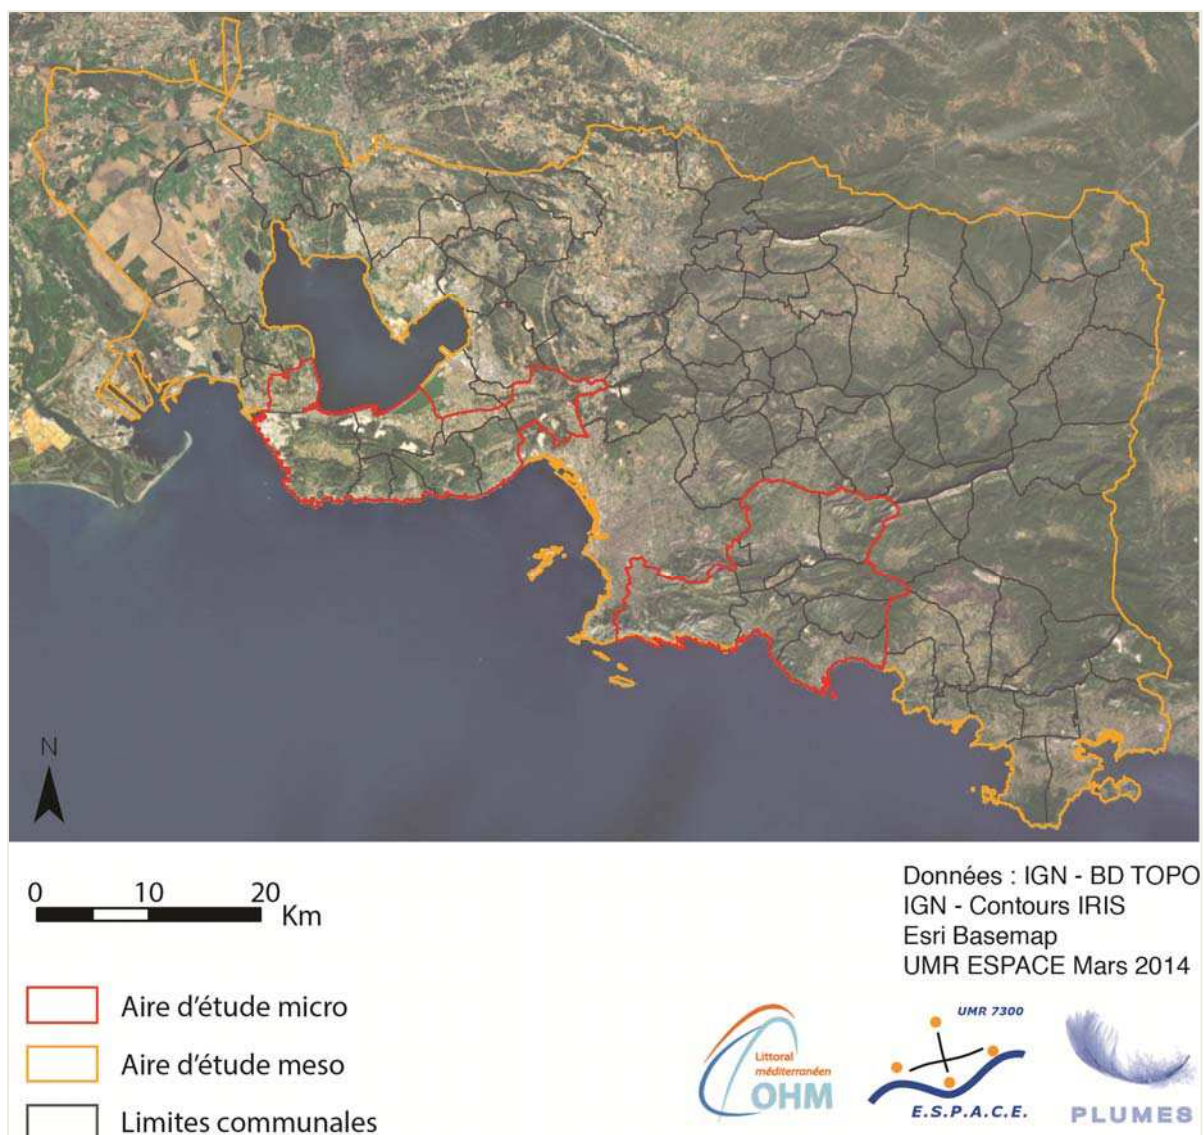 N
0 10 20
Km
Données : IGN - BD TOPO
IGN - Contours IRIS
Esri Basemap
UMR ESPACE Mars 2014
Aire d'étude micro
Aire d'étude meso
Limites communales
Littoral
méditerranéen
OHM
UMR 7300
E.S.P.A.C.E.
PLUMES